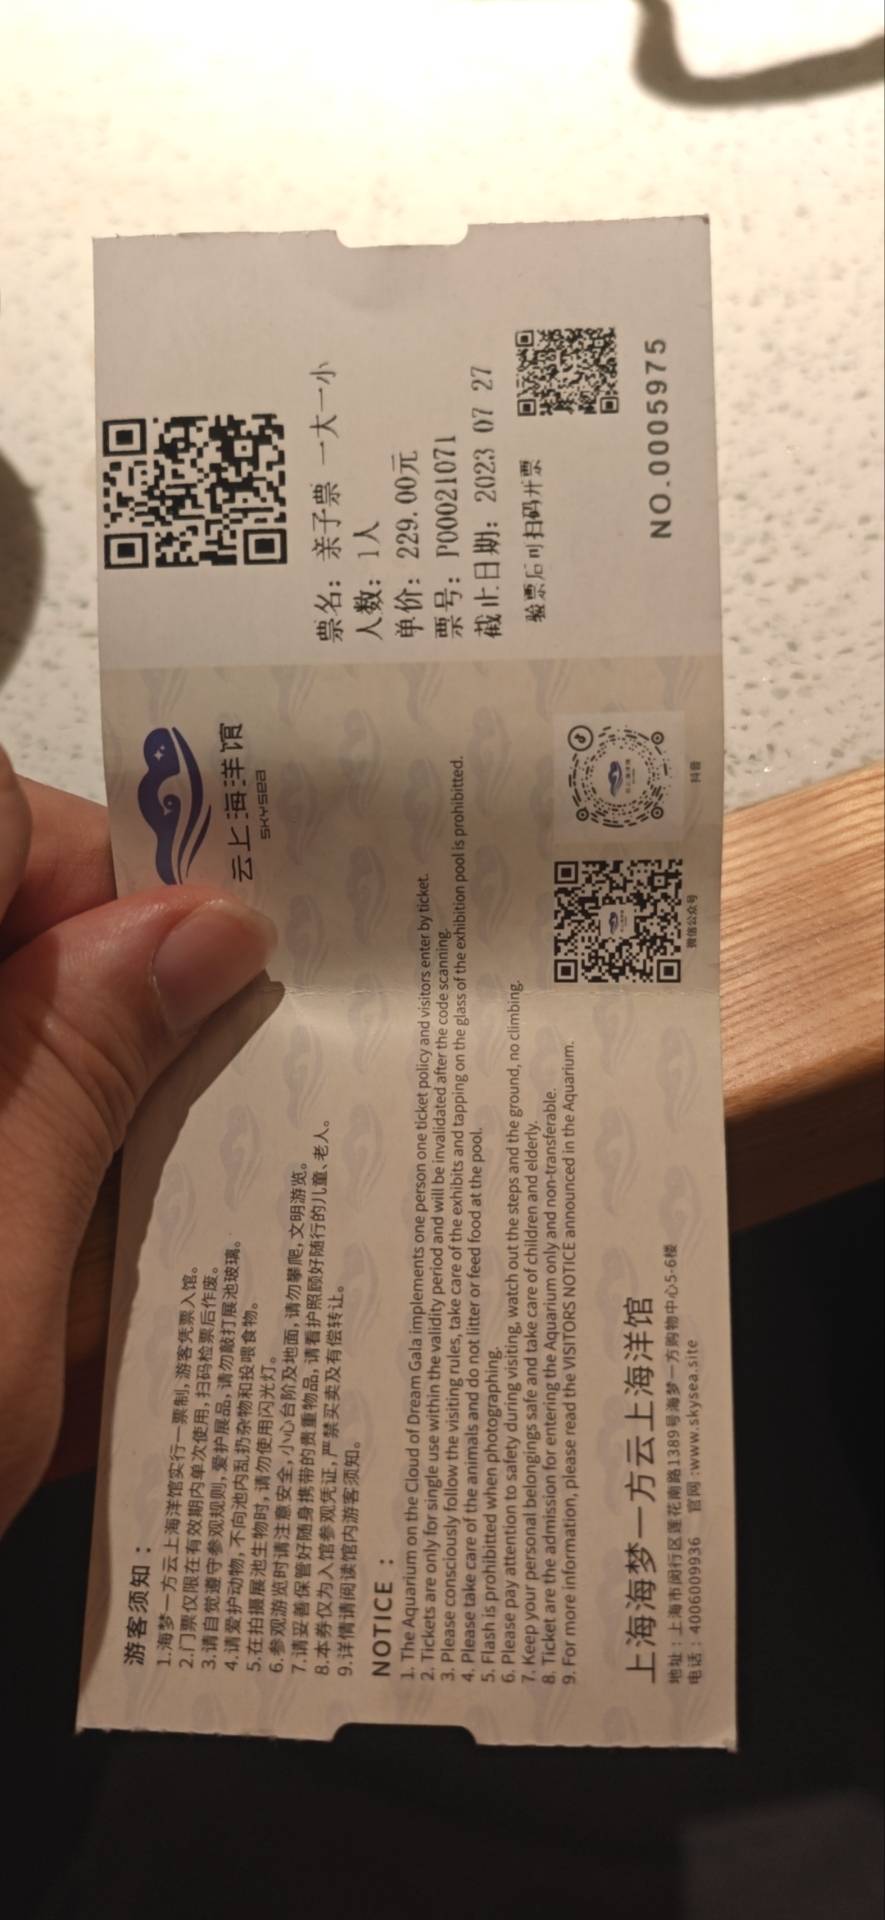 游客须知：
1.海梦一方云上海洋馆实行一票制，游客凭票入馆。
2.门票仅限在有效期内单次使用，扫码检票后作废。
3.请自觉遵守参观规则，爱护展品，请勿敲打展池玻璃。
4.请爱护动物，不向池内乱扔杂物和投喂食物。
5.在拍摄展池生物时，请勿使用闪光灯。
6.参观游览时请注意安全，小心台阶及地面，请勿攀爬，文明游览。
7.请妥善保管好随身携带的贵重物品，请看护照顾好随行的儿童、老人。
8.本券仅为入馆参观凭证，严禁买卖及有偿转让。
9.详情请阅读馆内游客须知。
NOTICE：
1. The Aquarium on the Cloud of Dream Gala implements one person one ticket policy and visitors enter by ticket.
2. Tickets are only for single use within the validity period and will be invalidated after the code scanning.
3. Please consciously follow the visiting rules, take care of the exhibits and tapping on the glass of the exhibition pool is prohibitted.
4. Please take care of the animals and do not litter or feed food at the pool.
5. Flash is prohibitted when photographing.
6. Please pay attention to safety during visiting, watch out the steps and the ground, no climbing.
7. Keep your personal belongings safe and take care of children and elderly.
8. Ticket are the admission for entering the Aquarium only and non-transferable.
9. For more information, please read the VISITORS NOTICE announced in the Aquarium.
上海海梦一方云上海洋馆
地址：上海市闵行区莲花南路1389号海梦一方购物中心5-6楼
电话：4006009936 官网:www.skysea.site
云上海洋馆
SKYSEA
微信公众号
抖音
票名：亲子票 一大一小
人数：1人
单价：229.00元
票号：P00021071
截止日期：2023 07 27
验票后可扫码开票
NO.0005975